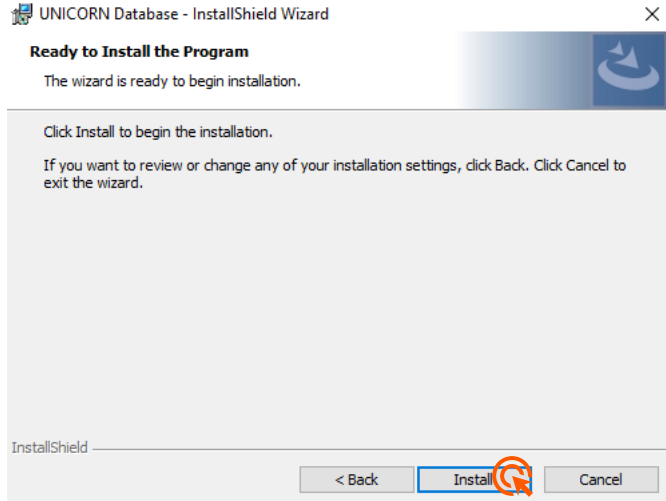 UNICORN Database - InstallShield Wizard
Ready to Install the Program
The wizard is ready to begin installation.
Click Install to begin the installation.
If you want to review or change any of your installation settings, click Back. Click Cancel to
exit the wizard.
InstallShield
< Back Install Cancel